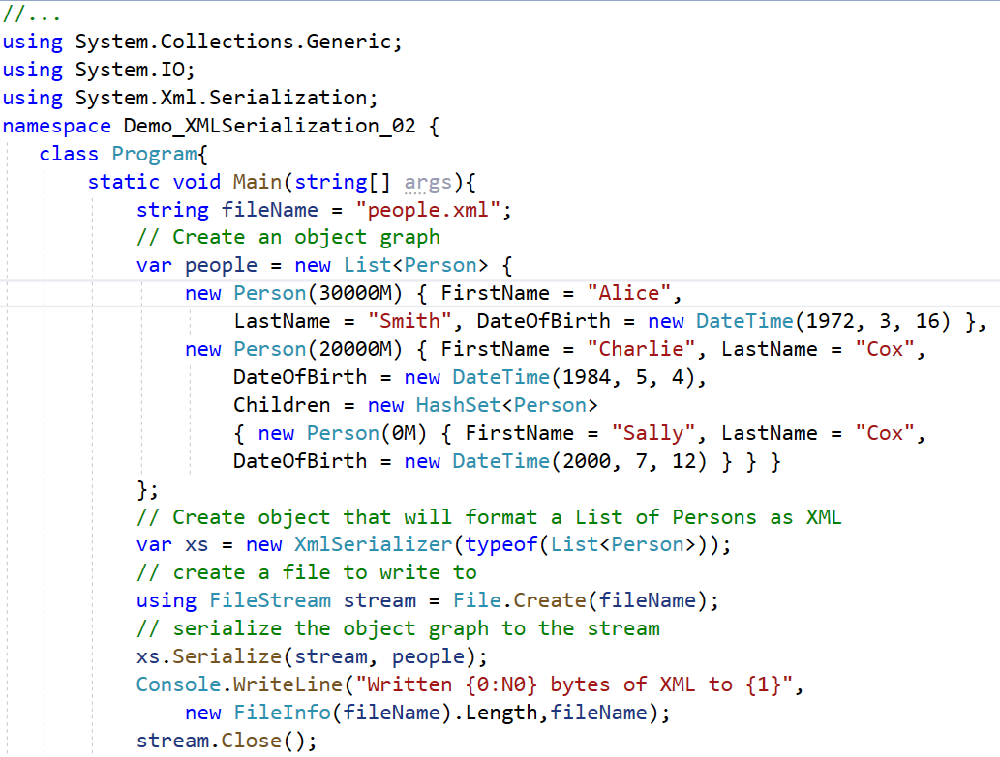 //...
using System.Collections.Generic;
using System.IO;
using System.Xml.Serialization;
namespace Demo_XMLSerialization_02 {
class Program{
static void Main(string[] args){
string fileName = "people.xml";
// Create an object graph
var people = new List<Person> {
new Person(30000M) { FirstName = "Alice",
LastName = "Smith", DateOfBirth = new DateTime(1972, 3, 16) },
new Person(20000M) { FirstName = "Charlie", LastName = "Cox",
DateOfBirth = new DateTime(1984, 5, 4),
Children = new HashSet<Person>
{ new Person(0M) { FirstName = "Sally", LastName = "Cox",
DateOfBirth = new DateTime(2000, 7, 12) } } }
};
// Create object that will format a List of Persons as XML
var xs = new XmlSerializer(typeof(List<Person>));
// create a file to write to
using FileStream stream = File.Create(fileName);
// serialize the object graph to the stream
xs.Serialize(stream, people);
Console.WriteLine("Written {0:N0} bytes of XML to {1}",
new FileInfo(fileName).Length,fileName);
stream.Close();